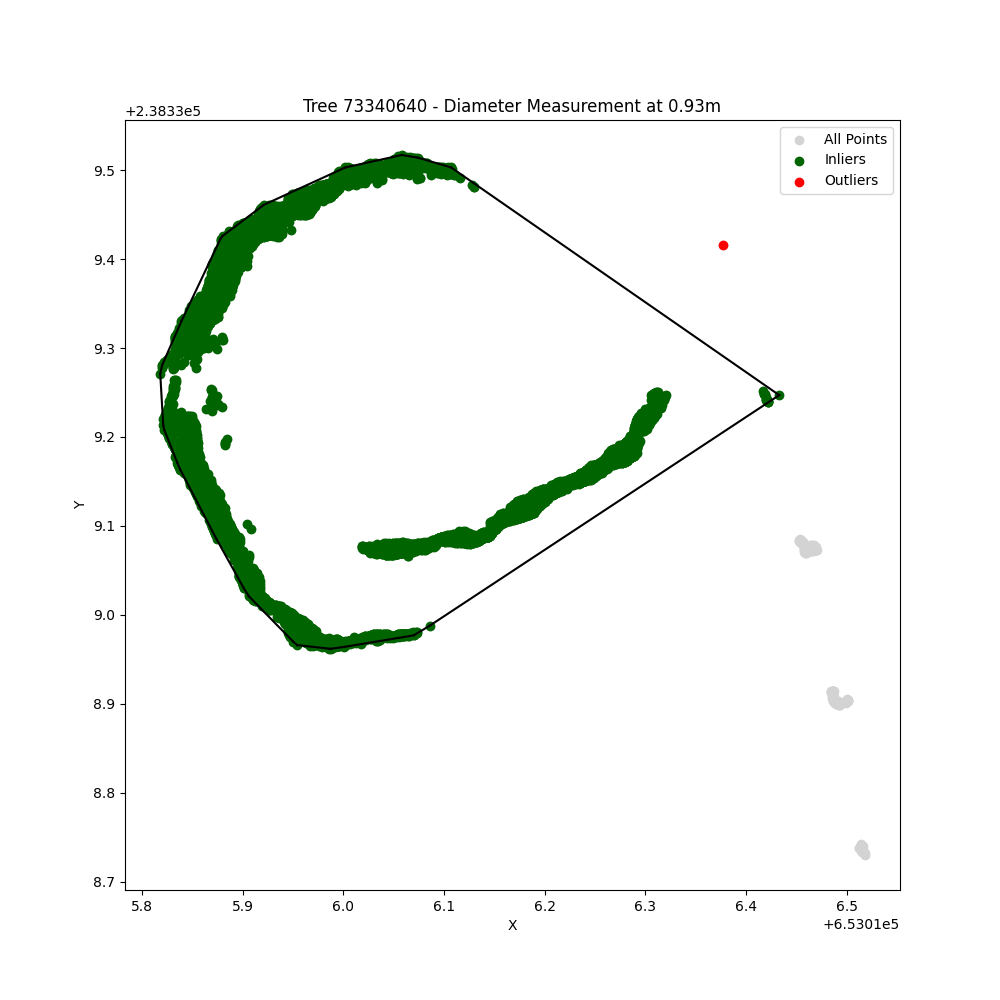 Tree 73340640 - Diameter Measurement at 0.93m
+2.3833e5
All Points
Inliers
Outliers
9.5
9.4
9.3
9.2
9.1
9.0
8.9
8.8
8.7
Y
5.8 5.9 6.0 6.1 6.2 6.3 6.4 6.5
X
+6.5301e5